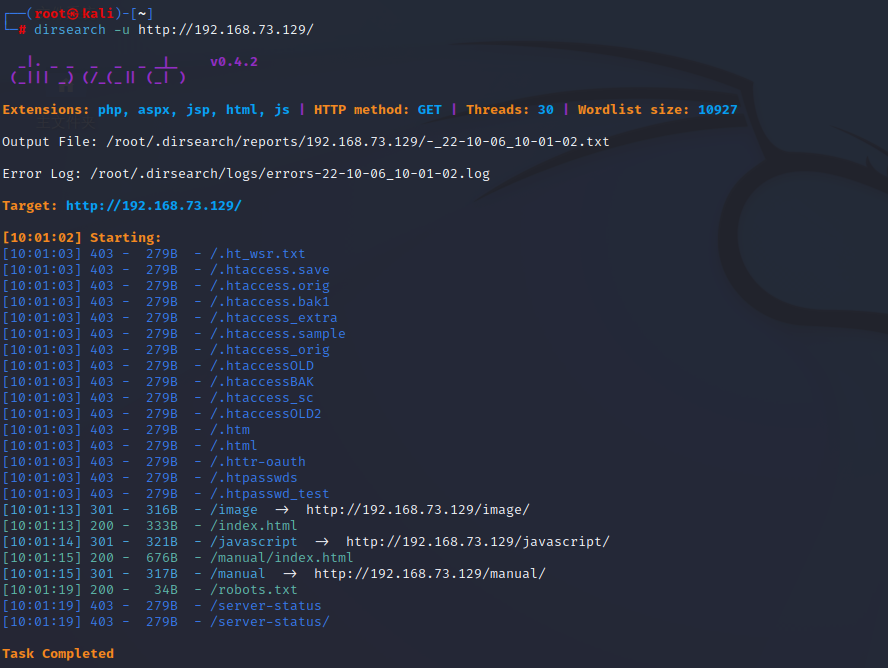 ┌──(root㉿kali)-[~]
└─# dirsearch -u http://192.168.73.129/
_|. _ _ _ _ _ _|_ v0.4.2
(_||| _) (/_(_|| (_| )
Extensions: php, aspx, jsp, html, js | HTTP method: GET | Threads: 30 | Wordlist size: 10927
Output File: /root/.dirsearch/reports/192.168.73.129/-_22-10-06_10-01-02.txt
Error Log: /root/.dirsearch/logs/errors-22-10-06_10-01-02.log
Target: http://192.168.73.129/
[10:01:02] Starting:
[10:01:03] 403 - 279B - /.ht_wsr.txt
[10:01:03] 403 - 279B - /.htaccess.save
[10:01:03] 403 - 279B - /.htaccess.orig
[10:01:03] 403 - 279B - /.htaccess.bak1
[10:01:03] 403 - 279B - /.htaccess_extra
[10:01:03] 403 - 279B - /.htaccess.sample
[10:01:03] 403 - 279B - /.htaccess_orig
[10:01:03] 403 - 279B - /.htaccessOLD
[10:01:03] 403 - 279B - /.htaccessBAK
[10:01:03] 403 - 279B - /.htaccess_sc
[10:01:03] 403 - 279B - /.htaccessOLD2
[10:01:03] 403 - 279B - /.htm
[10:01:03] 403 - 279B - /.html
[10:01:03] 403 - 279B - /.httr-oauth
[10:01:03] 403 - 279B - /.htpasswds
[10:01:03] 403 - 279B - /.htpasswd_test
[10:01:13] 301 - 316B - /image → http://192.168.73.129/image/
[10:01:13] 200 - 333B - /index.html
[10:01:14] 301 - 321B - /javascript → http://192.168.73.129/javascript/
[10:01:15] 200 - 676B - /manual/index.html
[10:01:15] 301 - 317B - /manual → http://192.168.73.129/manual/
[10:01:19] 200 - 34B - /robots.txt
[10:01:19] 403 - 279B - /server-status
[10:01:19] 403 - 279B - /server-status/
Task Completed